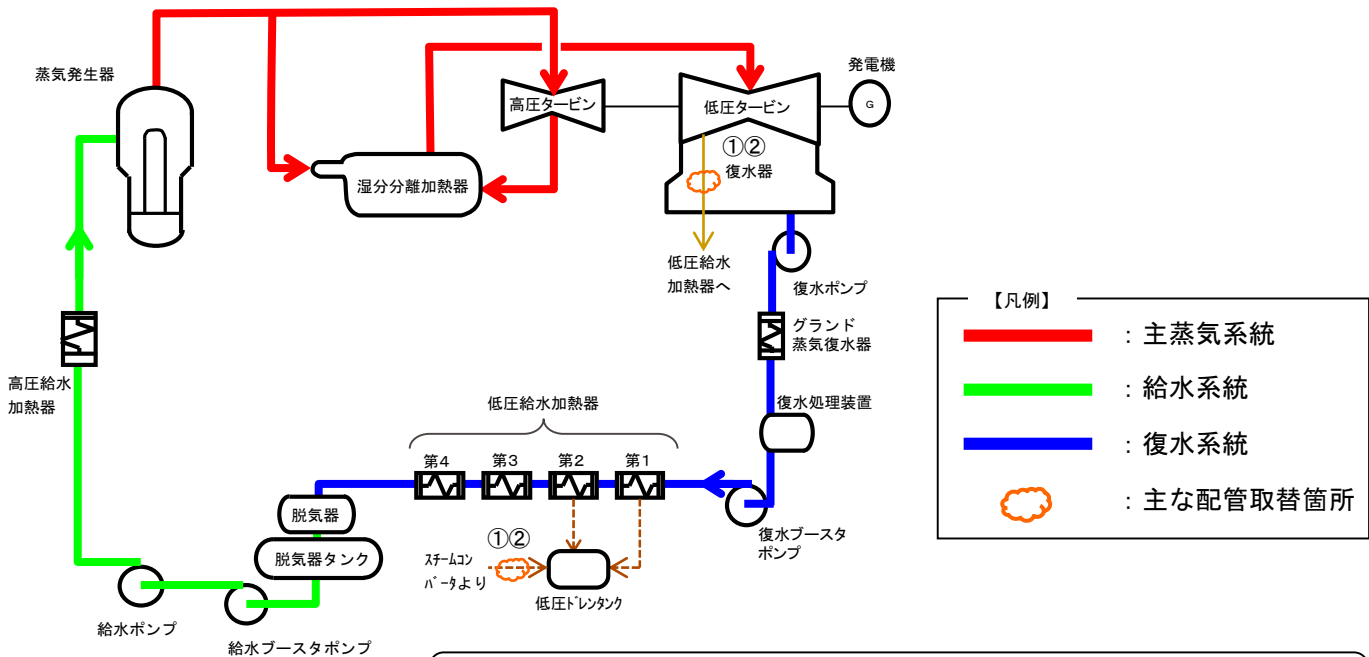 蒸気発生器
高圧タービン
低圧タービン
発電機
G
①②
復水器
湿分分離加熱器
低圧給水
加熱器へ
復水ポンプ
グランド
蒸気復水器
復水処理装置
高圧給水
加熱器
低圧給水加熱器
第4
第3
第2
第1
脱気器
脱気器タンク
①②
ｽﾁｰﾑｺﾝ
ﾊﾞｰﾀより
低圧ﾄﾞﾚﾝﾀﾝｸ
復水ブースタ
ポンプ
給水ポンプ
給水ブースタポンプ
【凡例】
：主蒸気系統
：給水系統
：復水系統
：主な配管取替箇所